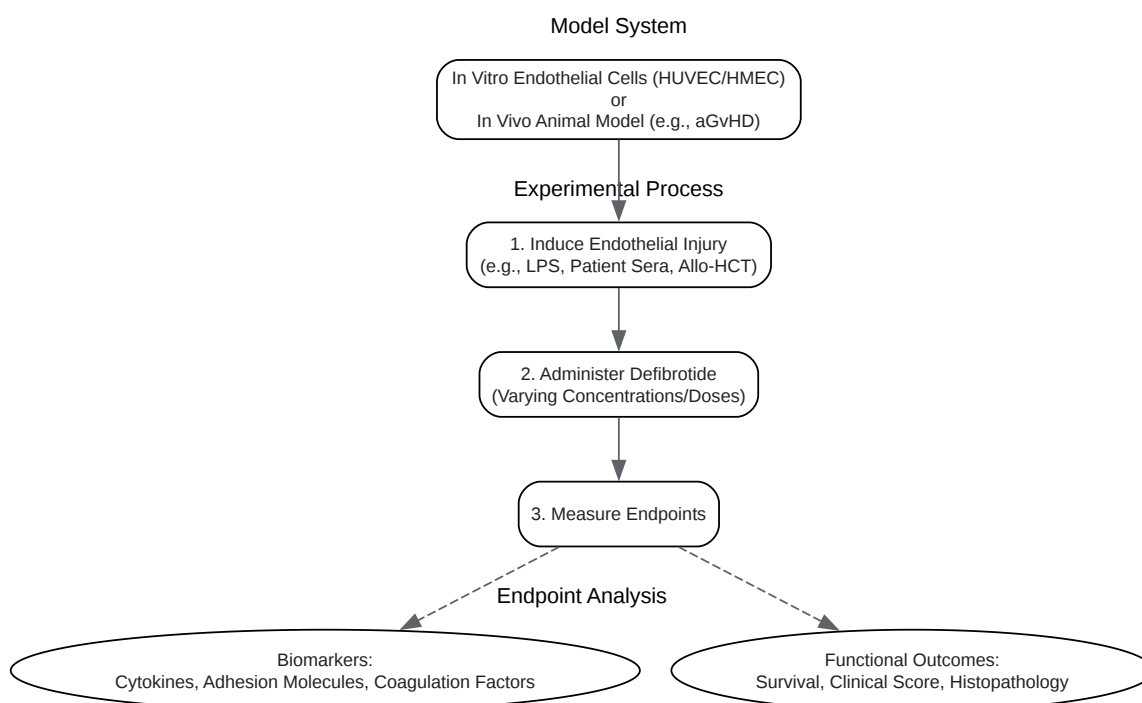 Model System
In Vitro Endothelial Cells (HUVEC/HMEC)
or
In Vivo Animal Model (e.g., aGvHD)
Experimental Process
1. Induce Endothelial Injury
(e.g., LPS, Patient Sera, Allo-HCT)
2. Administer Defibrotide
(Varying Concentrations/Doses)
3. Measure Endpoints
Endpoint Analysis
Biomarkers:
Cytokines, Adhesion Molecules, Coagulation Factors
Functional Outcomes:
Survival, Clinical Score, Histopathology